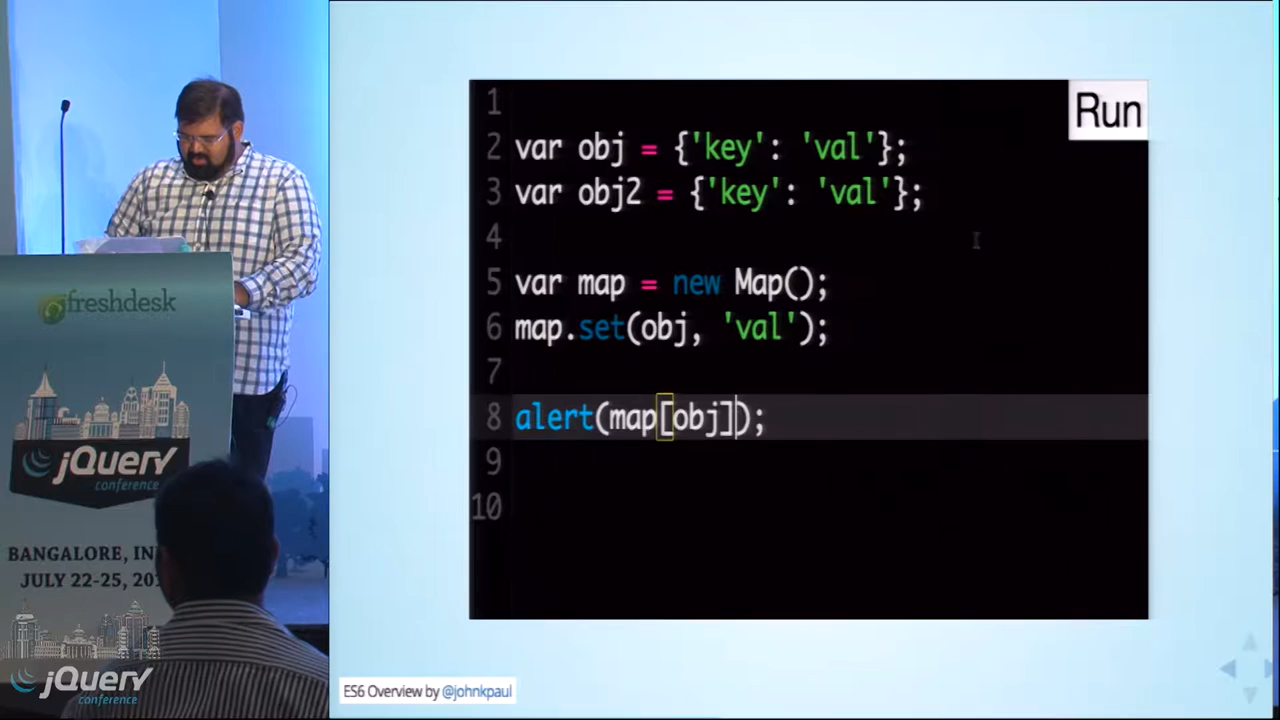 freshdesk
jQuery
conference
BANGALORE, IN
JULY 22-25, 201
jQuery
conference
Run
1
2 var obj = {'key': 'val'};
3 var obj2 = {'key': 'val'};
4
5 var map = new Map();
6 map.set(obj, 'val');
7
8 alert(map[obj]);
9
10
ES6 Overview by @johnkpaul